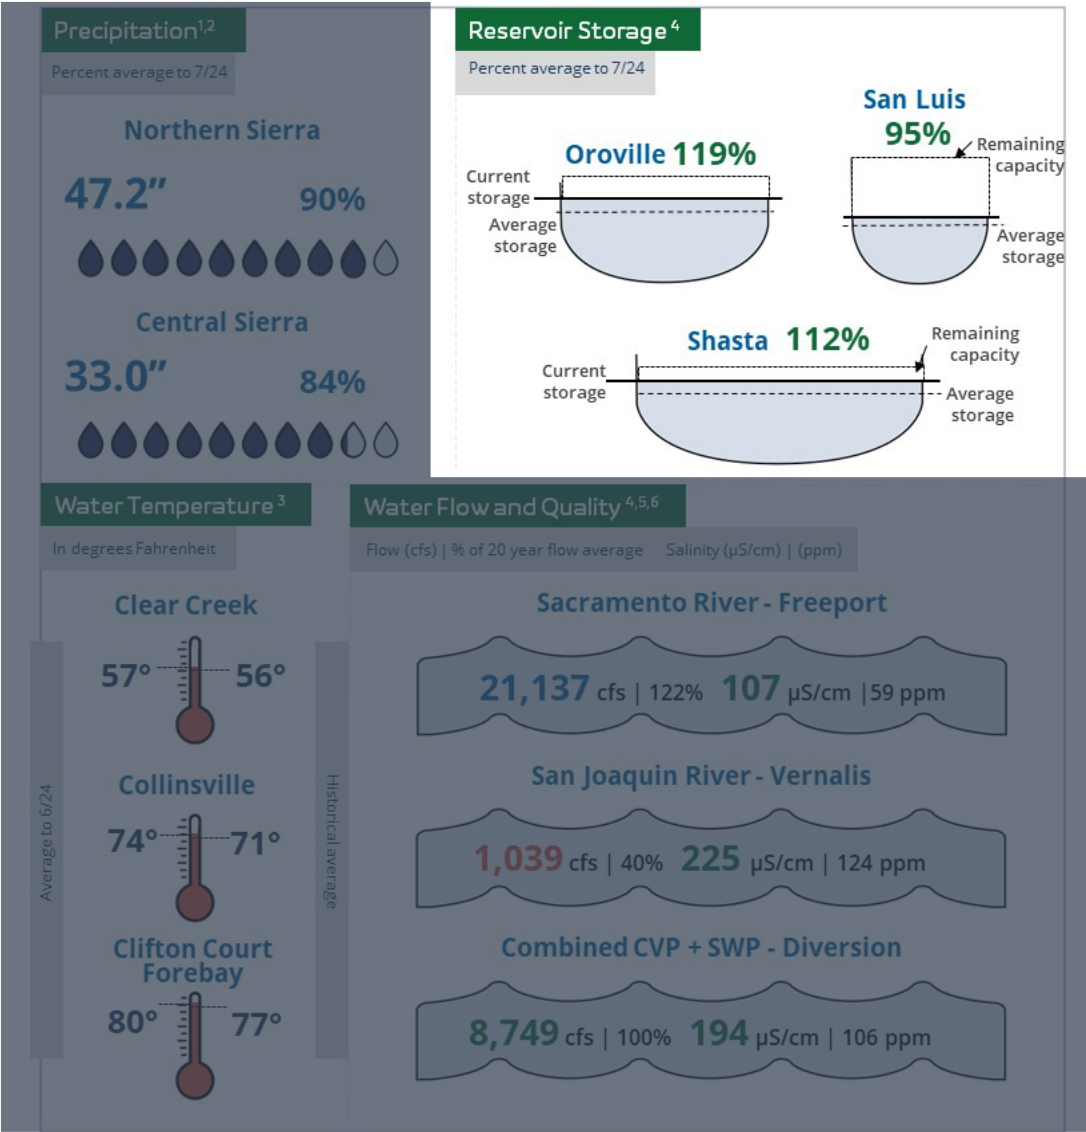 Precipitation1,2
Percent average to 7/24
Northern Sierra
47.2” 90%
Central Sierra
33.0” 84%
Reservoir Storage 4
Percent average to 7/24
Oroville 119%
Current
storage
Average
storage
San Luis
95%
Remaining
capacity
Average
storage
Shasta 112%
Remaining
capacity
Current
storage
Average
storage
Water Temperature 3
In degrees Fahrenheit
Clear Creek
57° 56°
Collinsville
74° 71°
Clifton Court
Forebay
80° 77°
Average to 6/24
Historical average
Water Flow and Quality 4,5,6
Flow (cfs) | % of 20 year flow average Salinity (µS/cm) | (ppm)
Sacramento River - Freeport
21,137 cfs | 122% 107 µS/cm |59 ppm
San Joaquin River - Vernalis
1,039 cfs | 40% 225 µS/cm | 124 ppm
Combined CVP + SWP - Diversion
8,749 cfs | 100% 194 µS/cm | 106 ppm